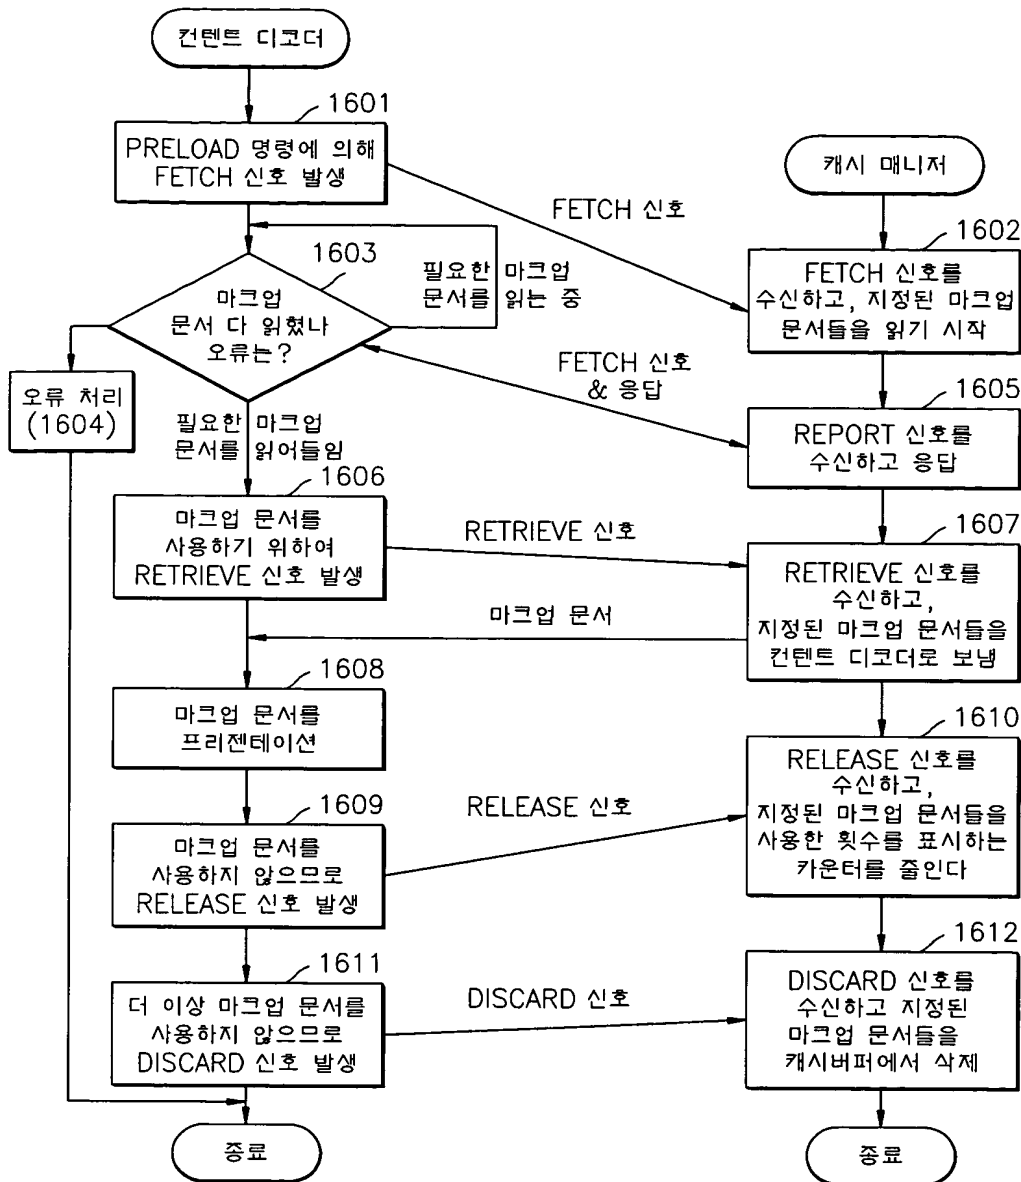 컨텐트 디코더
1601
PRELOAD 명령에 의해
FETCH 신호 발생
캐시 매니저
FETCH 신호
1602
FETCH 신호를
수신하고, 지정된 마크업
문서들을 읽기 시작
1603
마크업
문서 다 읽혔나
오류는?
필요한 마크업
문서를 읽는 중
오류 처리
(1604)
FETCH 신호
& 응답
1605
REPORT 신호를
수신하고 응답
필요한 마크업
문서를 읽어들임
1606
마크업 문서를
사용하기 위하여
RETRIEVE 신호 발생
RETRIEVE 신호
1607
RETRIEVE 신호를
수신하고,
지정된 마크업 문서들을
컨텐트 디코더로 보냄
마크업 문서
1608
마크업 문서를
프리젠테이션
1609
마크업 문서를
사용하지 않으므로
RELEASE 신호 발생
RELEASE 신호
1610
RELEASE 신호를
수신하고,
지정된 마크업 문서들을
사용한 횟수를 표시하는
카운터를 줄인다
1611
더 이상 마크업 문서를
사용하지 않으므로
DISCARD 신호 발생
DISCARD 신호
1612
DISCARD 신호를
수신하고 지정된
마크업 문서들을
캐시버퍼에서 삭제
종료
종료